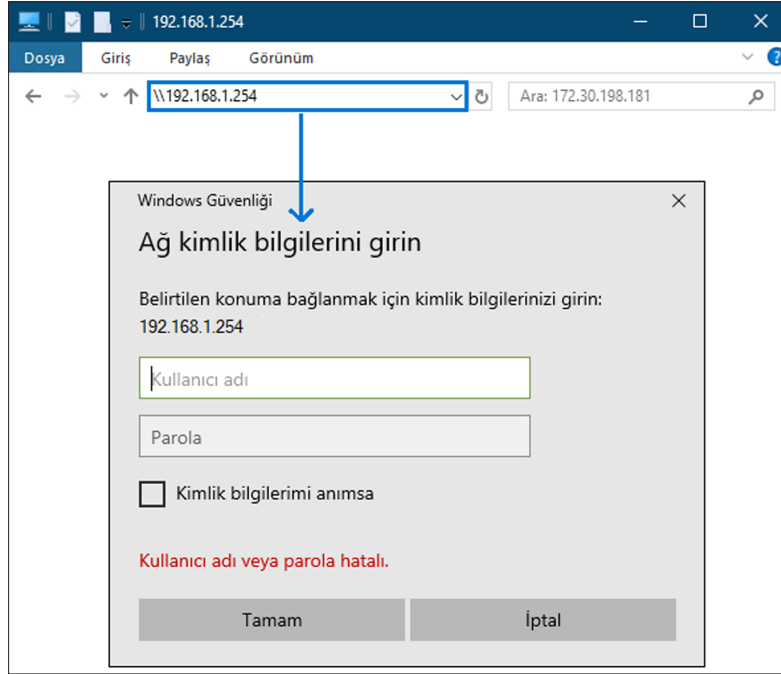 192.168.1.254
Dosya Giriş Paylaş Görünüm ?
\\192.168.1.254 Ara: 172.30.198.181
Windows Güvenliği
Ağ kimlik bilgilerini girin
Belirtilen konuma bağlanmak için kimlik bilgilerinizi girin:
192.168.1.254
Kullanıcı adı
Parola
Kimlik bilgilerimi anımsa
Kullanıcı adı veya parola hatalı.
Tamam İptal